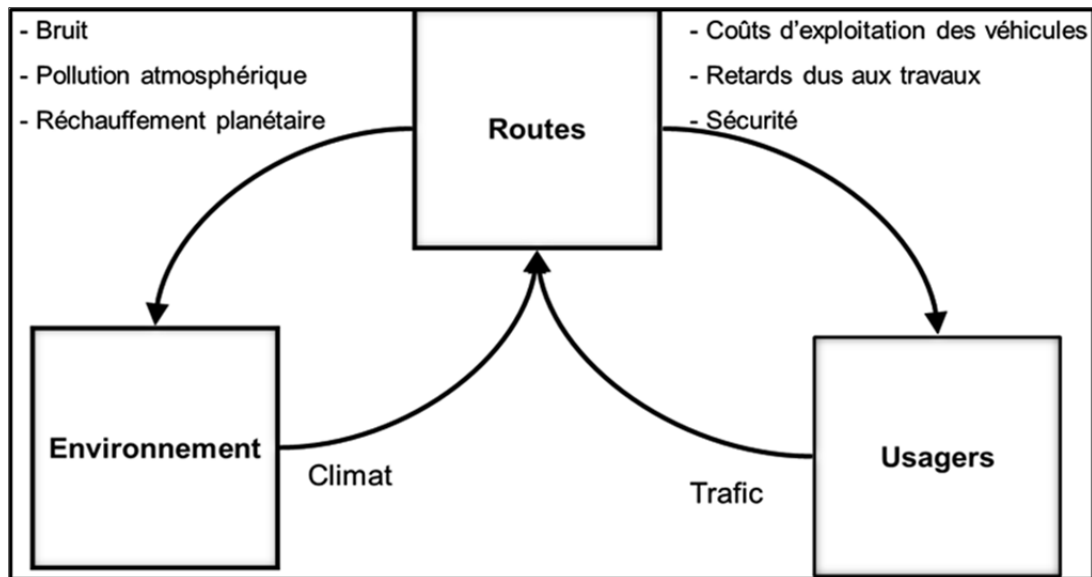 - Bruit
- Pollution atmosphérique
- Réchauffement planétaire
Routes
- Coûts d'exploitation des véhicules
- Retards dus aux travaux
- Sécurité
Environnement
Climat
Trafic
Usagers